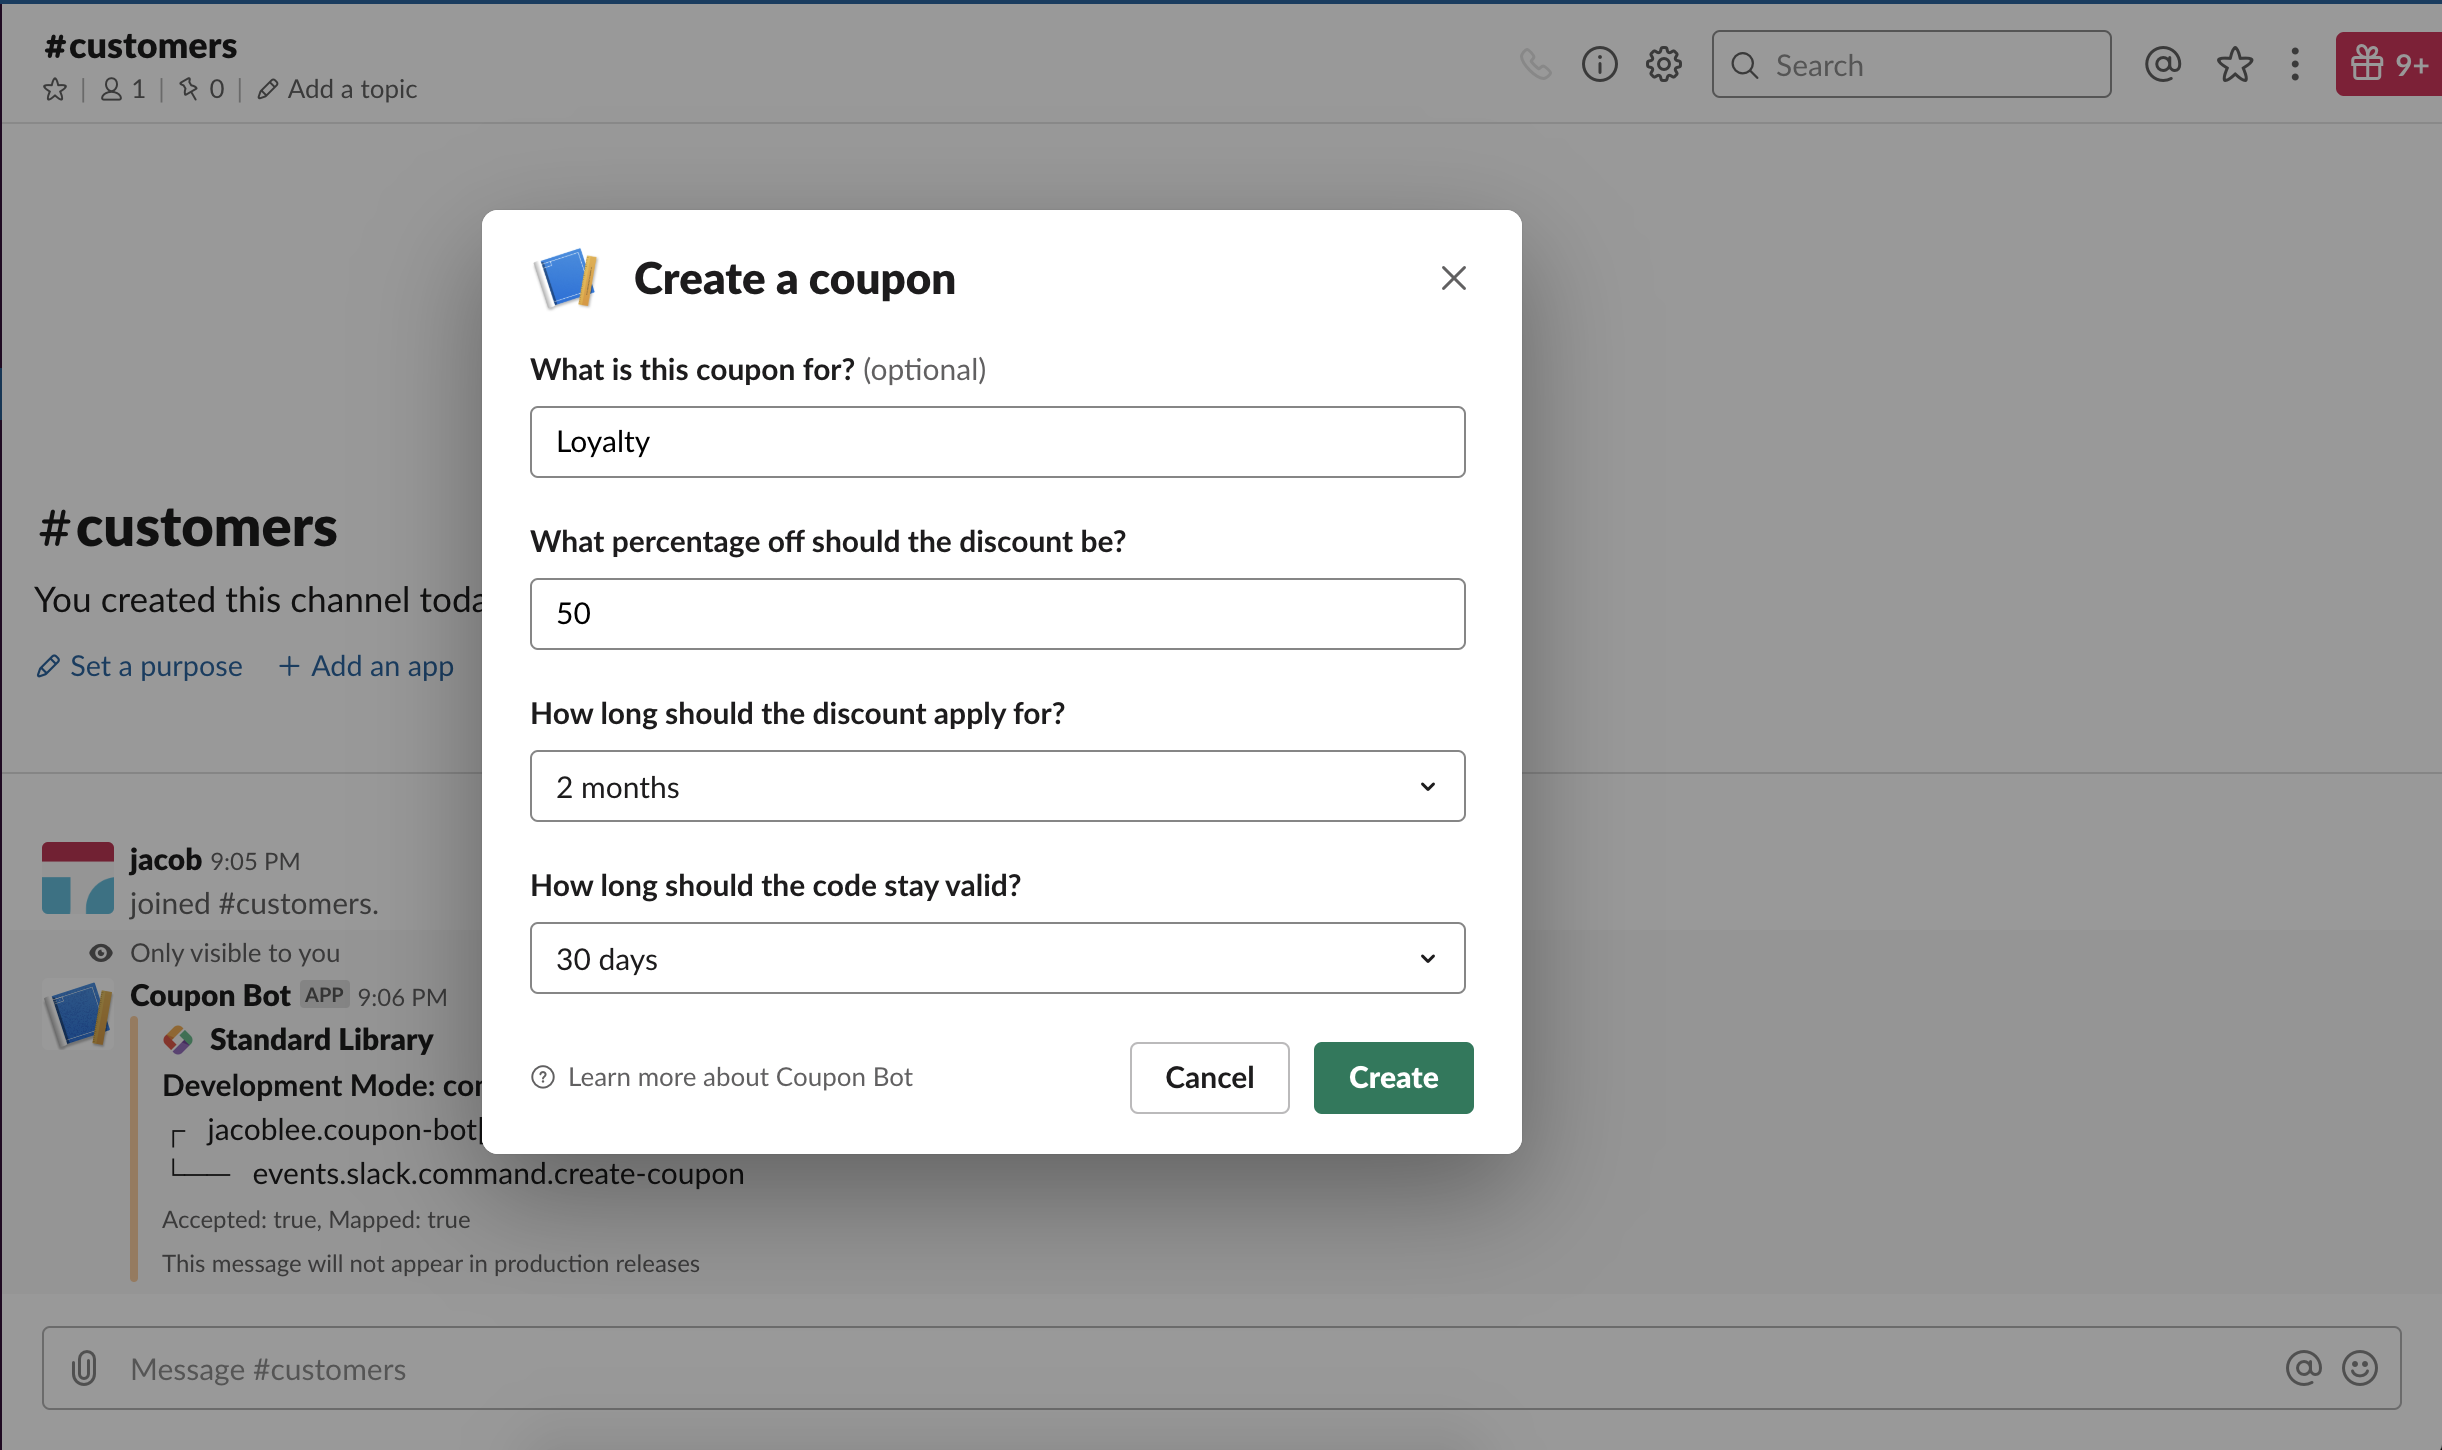 #customers
1 | 0 | Add a topic
Search
9+
#customers
You created this channel toda
Set a purpose + Add an app
jacob 9:05 PM
joined #customers.
Only visible to you
Coupon Bot APP 9:06 PM
Standard Library
Development Mode: con
jacoblee.coupon-bot[
events.slack.command.create-coupon
Accepted: true, Mapped: true
This message will not appear in production releases
Message #customers
Create a coupon
What is this coupon for? (optional)
Loyalty
What percentage off should the discount be?
50
How long should the discount apply for?
2 months
How long should the code stay valid?
30 days
Learn more about Coupon Bot
Cancel
Create